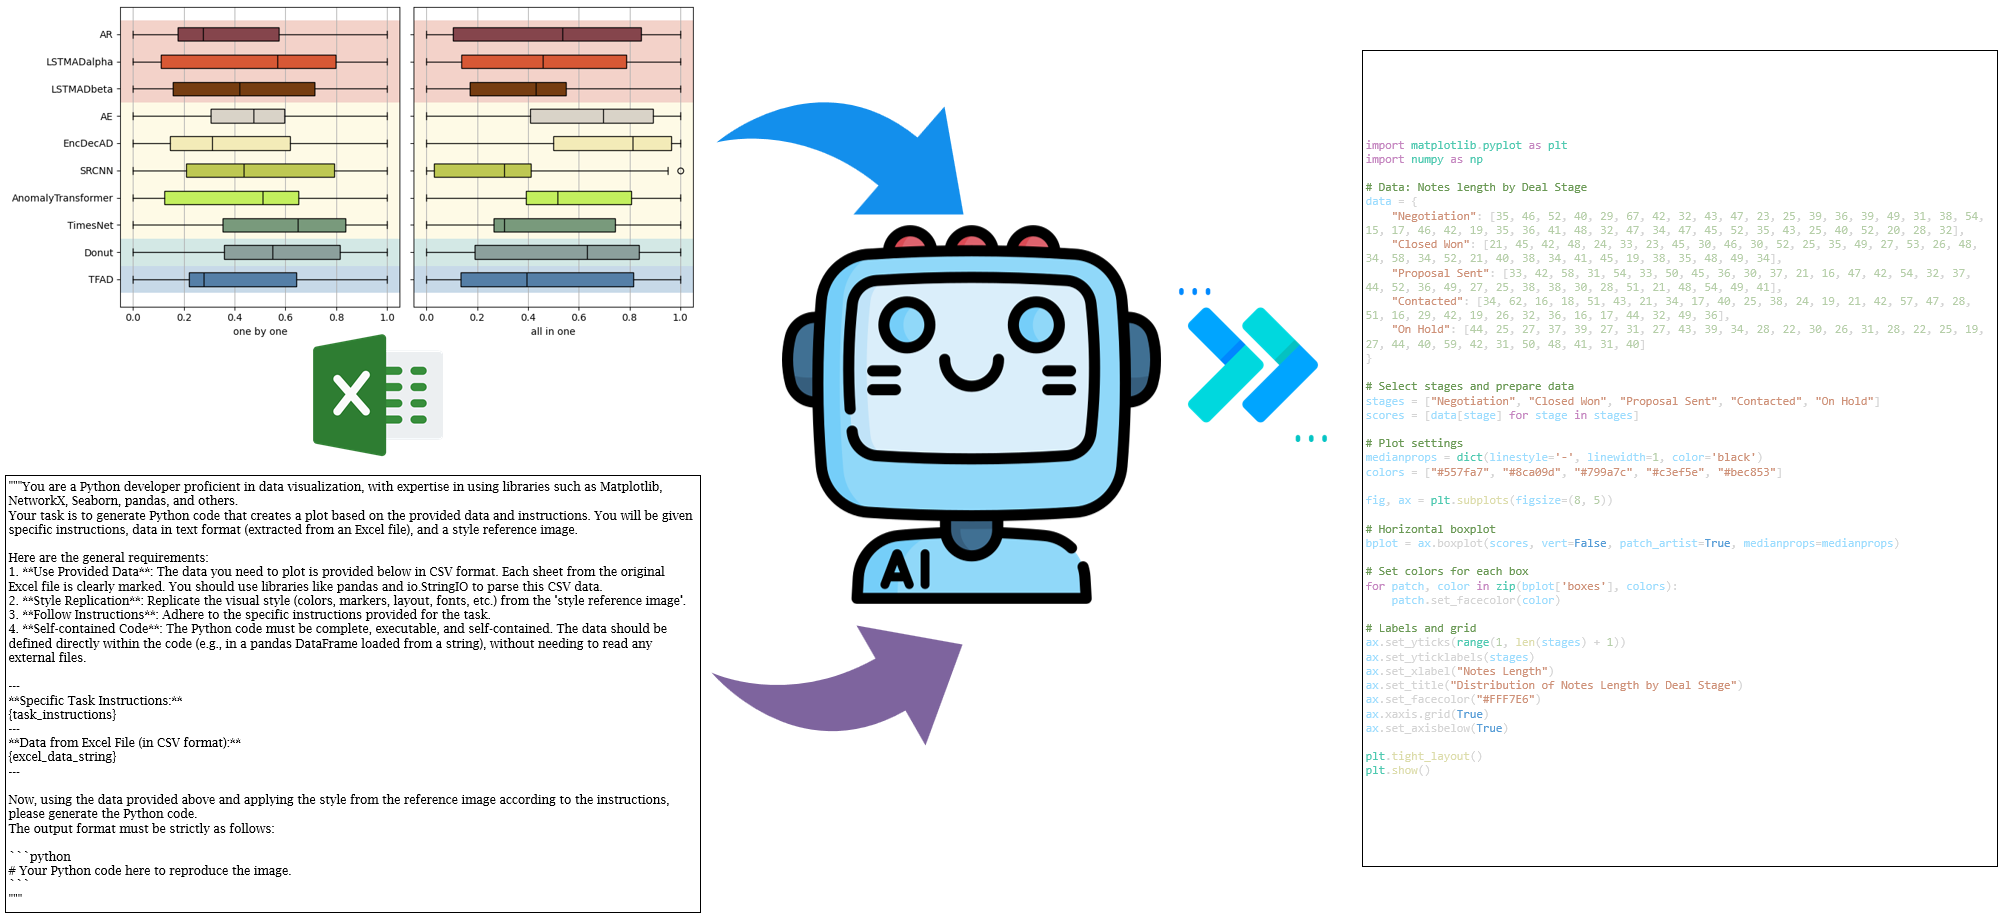 AR
LSTMADalpha
LSTMADbeta
AE
EncDecAD
SRCNN
AnomalyTransformer
TimesNet
Donut
TFAD
0.0 0.2 0.4 0.6 0.8 1.0
one by one
0.0 0.2 0.4 0.6 0.8 1.0
all in one
X
"""You are a Python developer proficient in data visualization, with expertise in using libraries such as Matplotlib,
NetworkX, Seaborn, pandas, and others.
Your task is to generate Python code that creates a plot based on the provided data and instructions. You will be given
specific instructions, data in text format (extracted from an Excel file), and a style reference image.
Here are the general requirements:
1. **Use Provided Data**: The data you need to plot is provided below in CSV format. Each sheet from the original
Excel file is clearly marked. You should use libraries like pandas and io.StringIO to parse this CSV data.
2. **Style Replication**: Replicate the visual style (colors, markers, layout, fonts, etc.) from the 'style reference image'.
3. **Follow Instructions**: Adhere to the specific instructions provided for the task.
4. **Self-contained Code**: The Python code must be complete, executable, and self-contained. The data should be
defined directly within the code (e.g., in a pandas DataFrame loaded from a string), without needing to read any
external files.
---
**Specific Task Instructions:**
{task_instructions}
---
**Data from Excel File (in CSV format):**
{excel_data_string}
---
Now, using the data provided above and applying the style from the reference image according to the instructions,
please generate the Python code.
The output format must be strictly as follows:
```python
# Your Python code here to reproduce the image.
```
"""
AI
import matplotlib.pyplot as plt
import numpy as np
# Data: Notes length by Deal Stage
data = {
"Negotiation": [35, 46, 52, 40, 29, 67, 42, 32, 43, 47, 23, 25, 39, 36, 39, 49, 31, 38, 54,
15, 17, 46, 42, 19, 35, 36, 41, 48, 32, 47, 34, 47, 45, 52, 35, 43, 25, 40, 52, 20, 28, 32],
"Closed Won": [21, 45, 42, 48, 24, 33, 23, 45, 30, 46, 30, 52, 25, 35, 49, 27, 53, 26, 48,
34, 58, 34, 52, 21, 40, 38, 34, 41, 45, 19, 38, 35, 48, 49, 34],
"Proposal Sent": [33, 42, 58, 31, 54, 33, 50, 45, 36, 30, 37, 21, 16, 47, 42, 54, 32, 37,
44, 52, 36, 49, 27, 25, 38, 38, 30, 28, 51, 21, 48, 54, 49, 41],
"Contacted": [34, 62, 16, 18, 51, 43, 21, 34, 17, 40, 25, 38, 24, 19, 21, 42, 57, 47, 28,
51, 16, 29, 42, 19, 26, 32, 36, 16, 17, 44, 32, 49, 36],
"On Hold": [44, 25, 27, 37, 39, 27, 31, 27, 43, 39, 34, 28, 22, 30, 26, 31, 28, 22, 25, 19,
27, 44, 40, 59, 42, 31, 50, 48, 41, 31, 40]
}
# Select stages and prepare data
stages = ["Negotiation", "Closed Won", "Proposal Sent", "Contacted", "On Hold"]
scores = [data[stage] for stage in stages]
# Plot settings
medianprops = dict(linestyle='-', linewidth=1, color='black')
colors = ["#557fa7", "#8ca09d", "#799a7c", "#c3ef5e", "#bec853"]
fig, ax = plt.subplots(figsize=(8, 5))
# Horizontal boxplot
bplot = ax.boxplot(scores, vert=False, patch_artist=True, medianprops=medianprops)
# Set colors for each box
for patch, color in zip(bplot['boxes'], colors):
patch.set_facecolor(color)
# Labels and grid
ax.set_yticks(range(1, len(stages) + 1))
ax.set_yticklabels(stages)
ax.set_xlabel("Notes Length")
ax.set_title("Distribution of Notes Length by Deal Stage")
ax.set_facecolor("#FFF7E6")
ax.xaxis.grid(True)
ax.set_axisbelow(True)
plt.tight_layout()
plt.show()